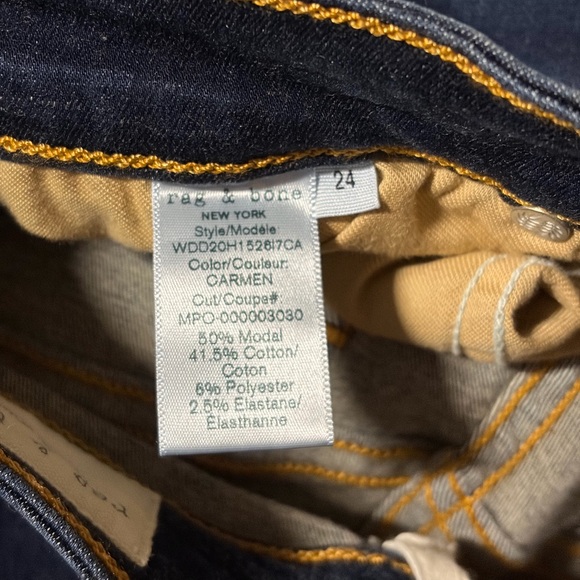 rag & bone
24
NEW YORK
Style/Modèle
WDD20H1526I7CA
Color/Couleur:
CARMEN
Cut/Coupe#:
MPO-000003030
50% Modal
41.5% Cotton/
Coton
6% Polyester
2.5% Elastane/
Élasthanne